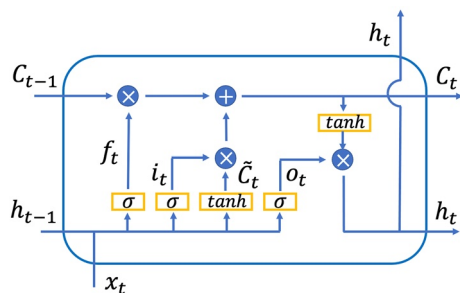 h_t
C_{t-1}
×
+
C_t
tanh
f_t
i_t
×
C̃_t
o_t
×
σ
σ
tanh
σ
h_{t-1}
h_t
x_t